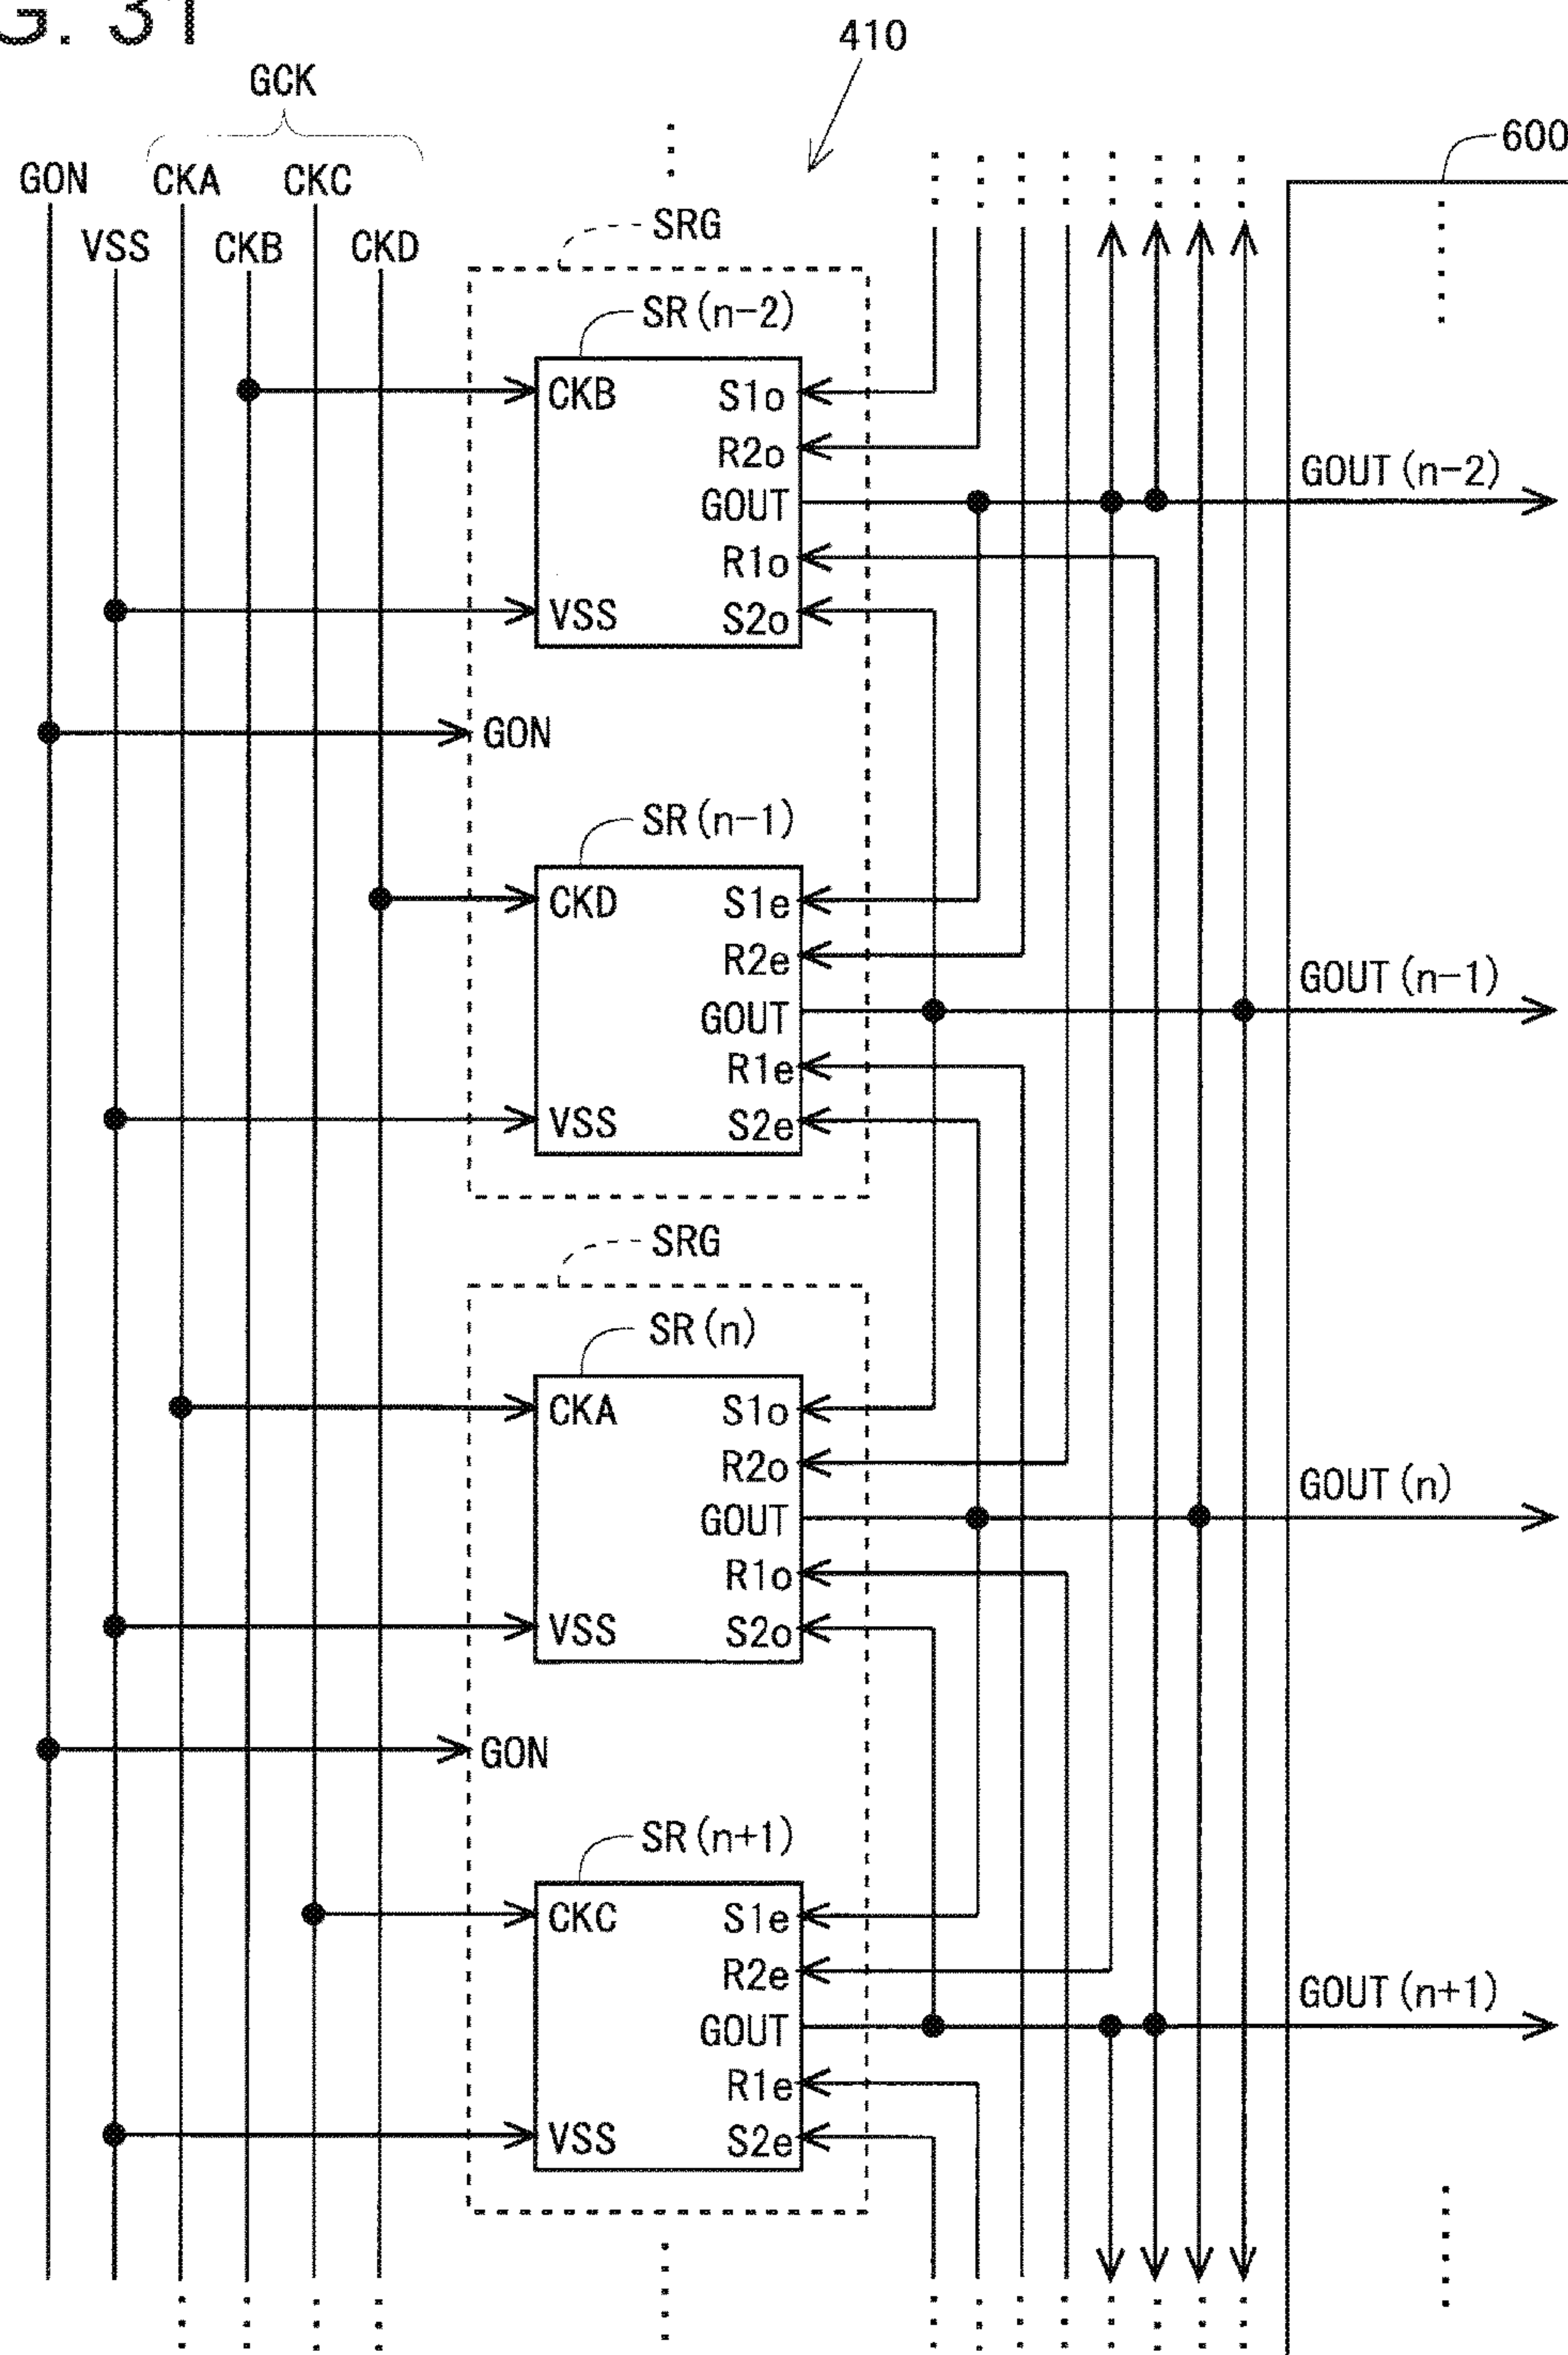 G. 31
410
GCK
600
GON
CKA
CKC
VSS
CKB
CKD
SRG
SR(n-2)
CKB
S1o
R2o
GOUT
R1o
VSS
S2o
GOUT(n-2)
GON
SR(n-1)
CKD
S1e
R2e
GOUT
R1e
VSS
S2e
GOUT(n-1)
SRG
SR(n)
CKA
S1o
R2o
GOUT
R1o
VSS
S2o
GOUT(n)
GON
SR(n+1)
CKC
S1e
R2e
GOUT
R1e
VSS
S2e
GOUT(n+1)